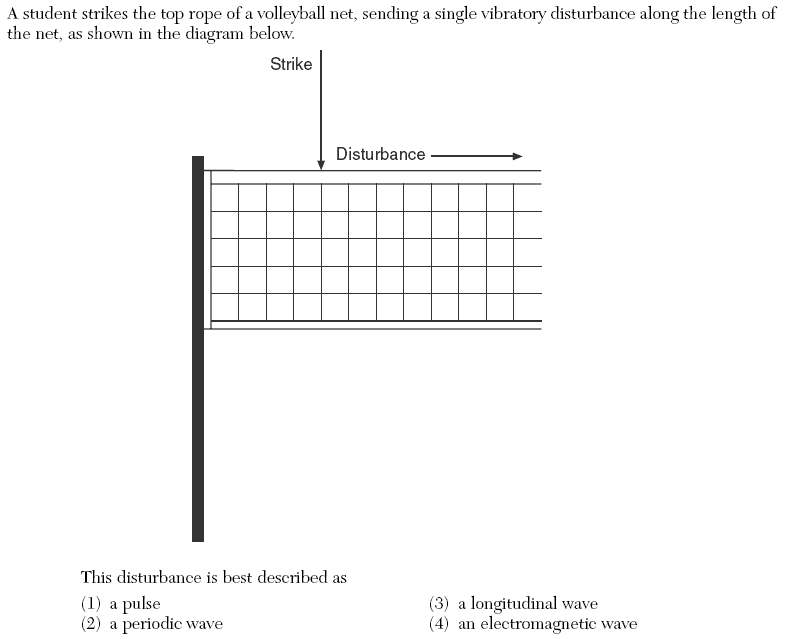 A student strikes the top rope of a volleyball net, sending a single vibratory disturbance along the length of
the net, as shown in the diagram below.
Strike
Disturbance
This disturbance is best described as
(1) a pulse
(2) a periodic wave
(3) a longitudinal wave
(4) an electromagnetic wave